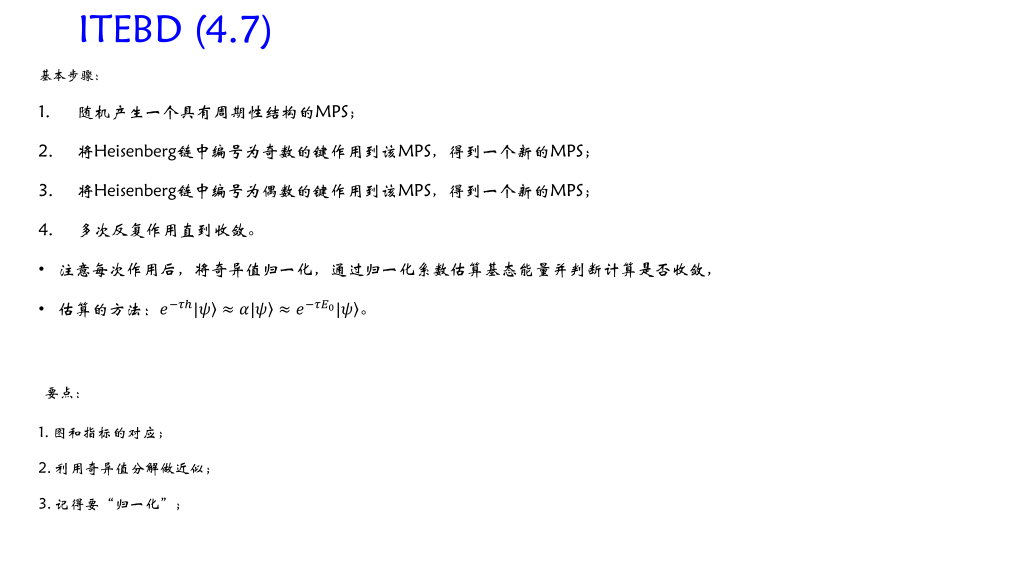 ITEBD (4.7)
基本步骤：
1. 随机产生一个具有周期性结构的MPS；
2. 将Heisenberg链中编号为奇数的键作用到该MPS，得到一个新的MPS；
3. 将Heisenberg链中编号为偶数的键作用到该MPS，得到一个新的MPS；
4. 多次反复作用直到收敛。
• 注意每次作用后，将奇异值归一化，通过归一化系数估算基态能量并判断计算是否收敛，
• 估算的方法：$e^{-\tau h}|\psi\rangle \approx \alpha|\psi\rangle \approx e^{-\tau E_0}|\psi\rangle$。
要点：
1. 图和指标的对应；
2. 利用奇异值分解做近似；
3. 记得要“归一化”；